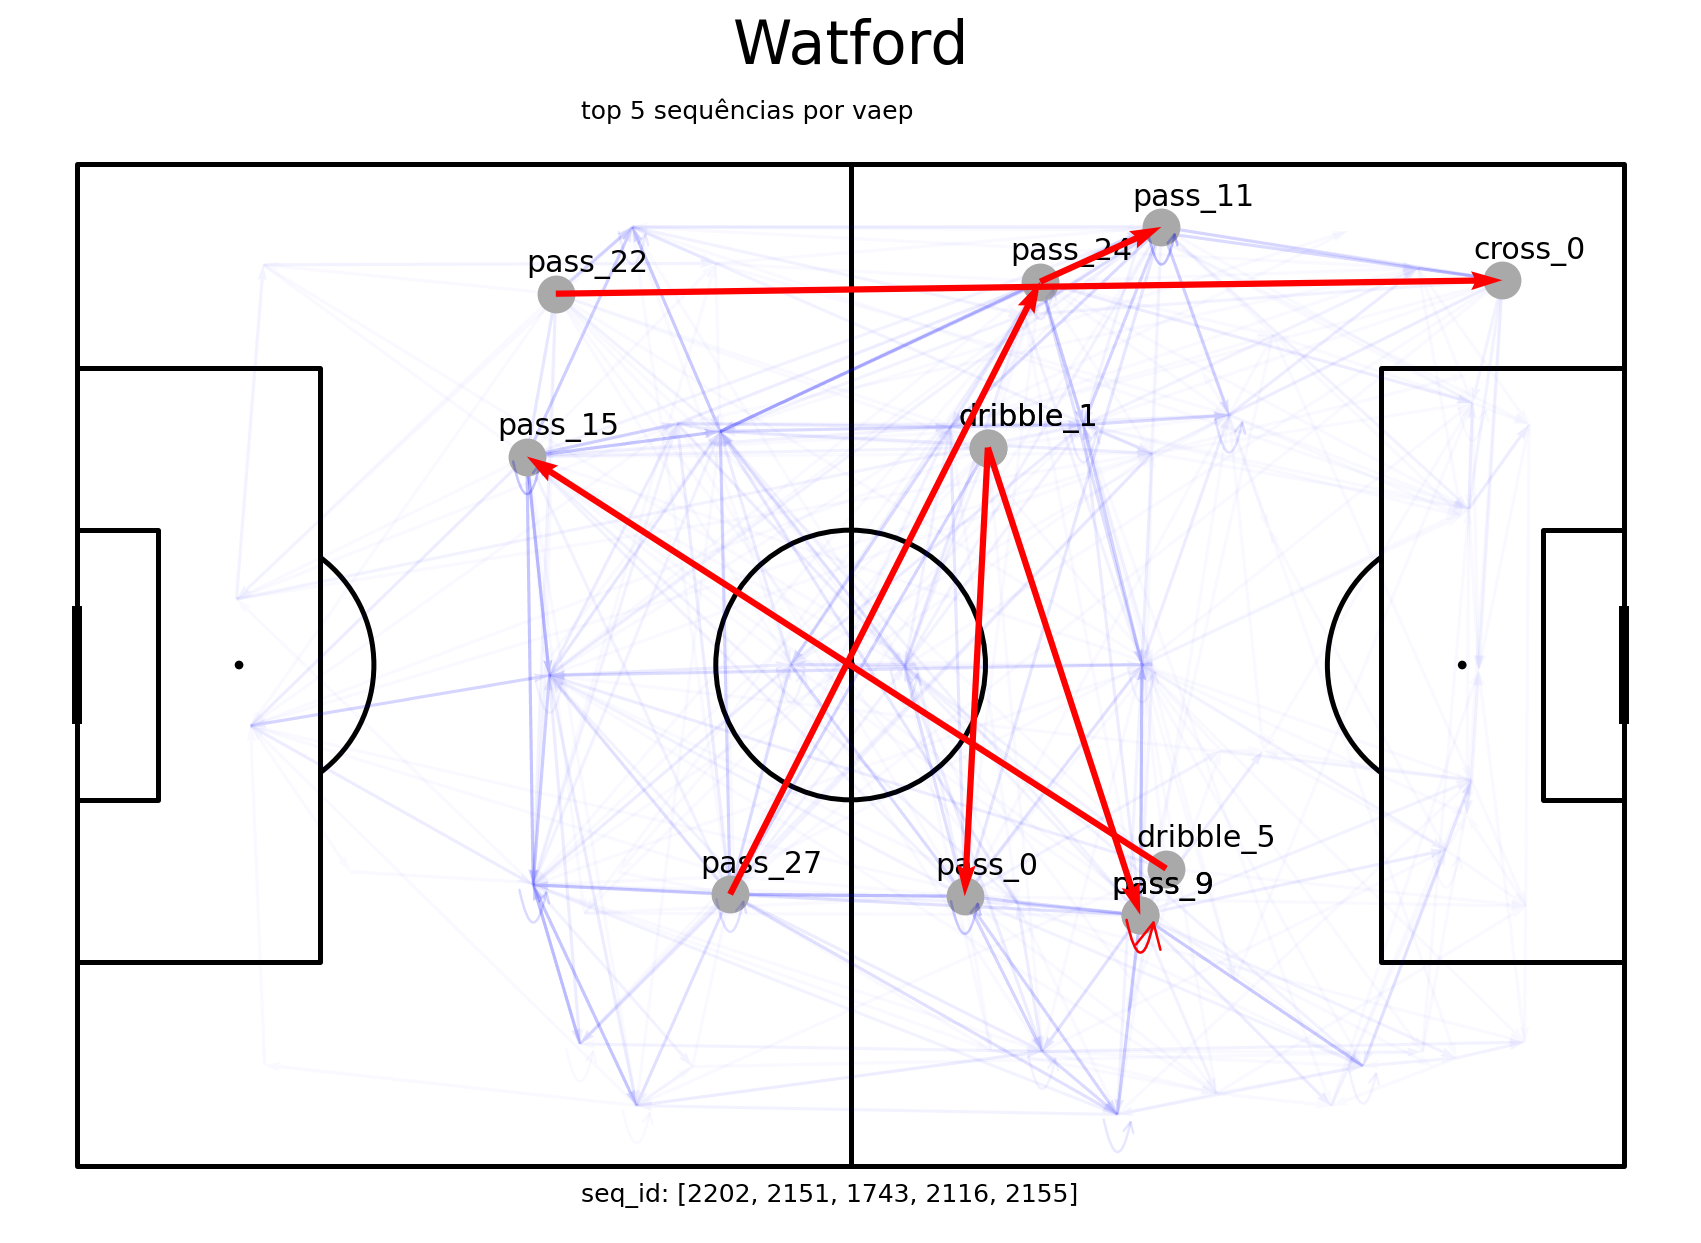 Watford
top 5 sequências por vaep
pass_11
pass_24
cross_0
pass_22
dribble_1
pass_15
dribble_5
pass_27
pass_0
pass_9
seq_id: [2202, 2151, 1743, 2116, 2155]